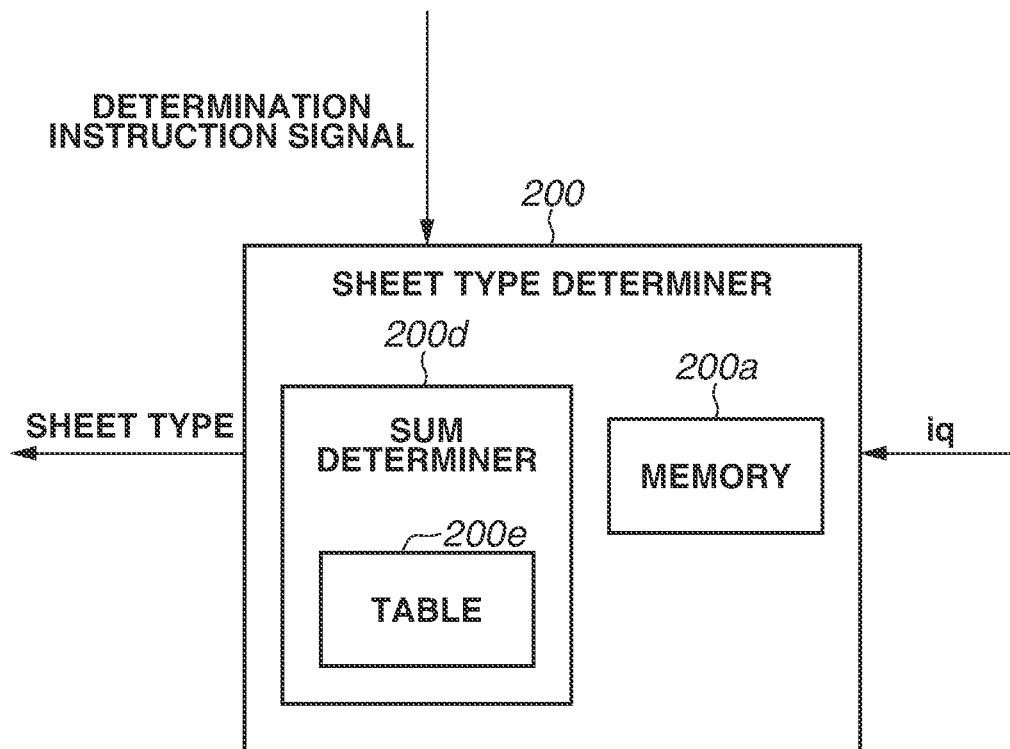 DETERMINATION
INSTRUCTION SIGNAL
200
SHEET TYPE DETERMINER
200d
200a
SHEET TYPE
SUM
DETERMINER
MEMORY
iq
200e
TABLE